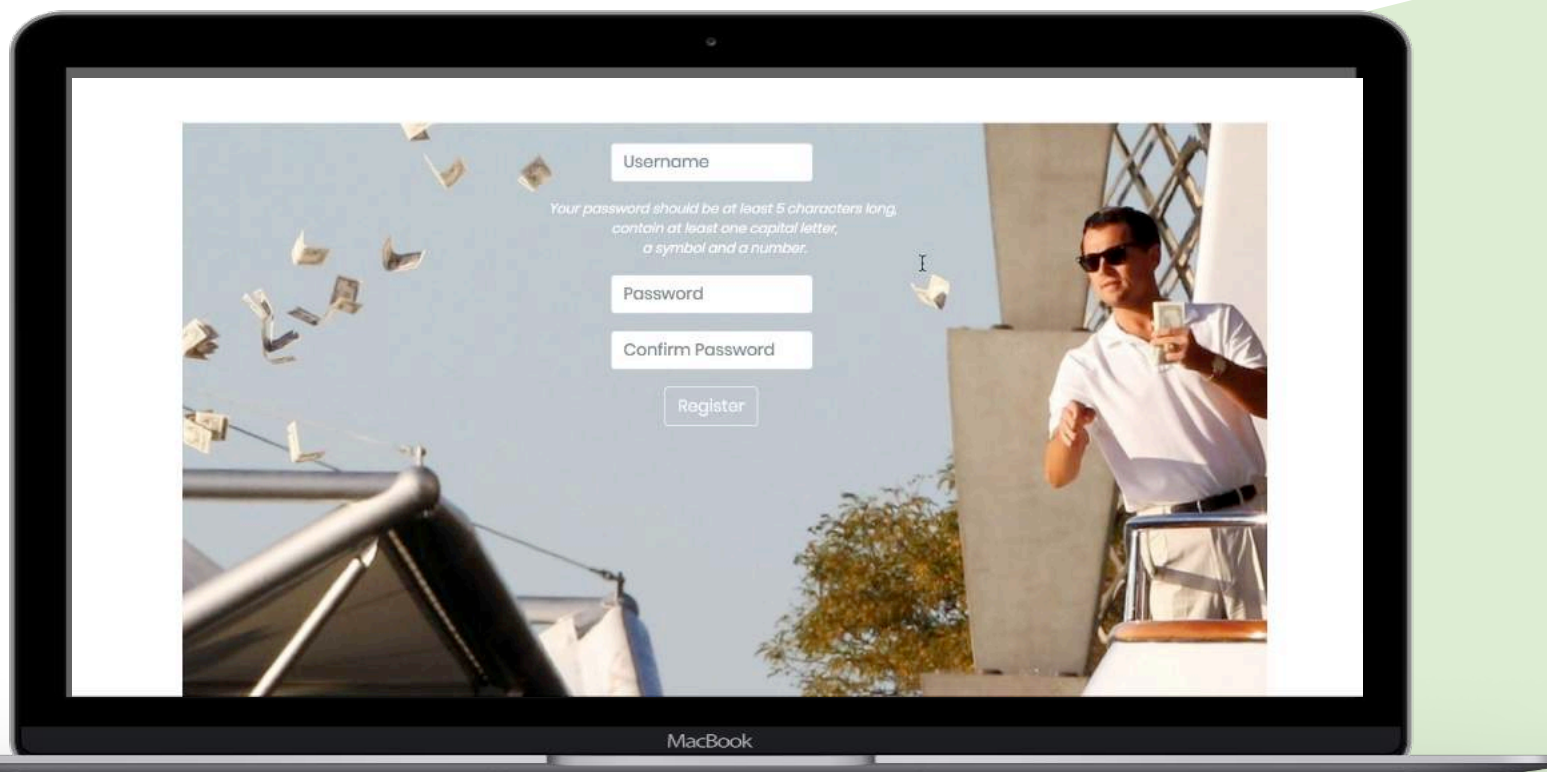 Username
Your password should be at least 5 characters long,
contain at least one capital letter,
a symbol and a number.
Password
Confirm Password
Register
MacBook